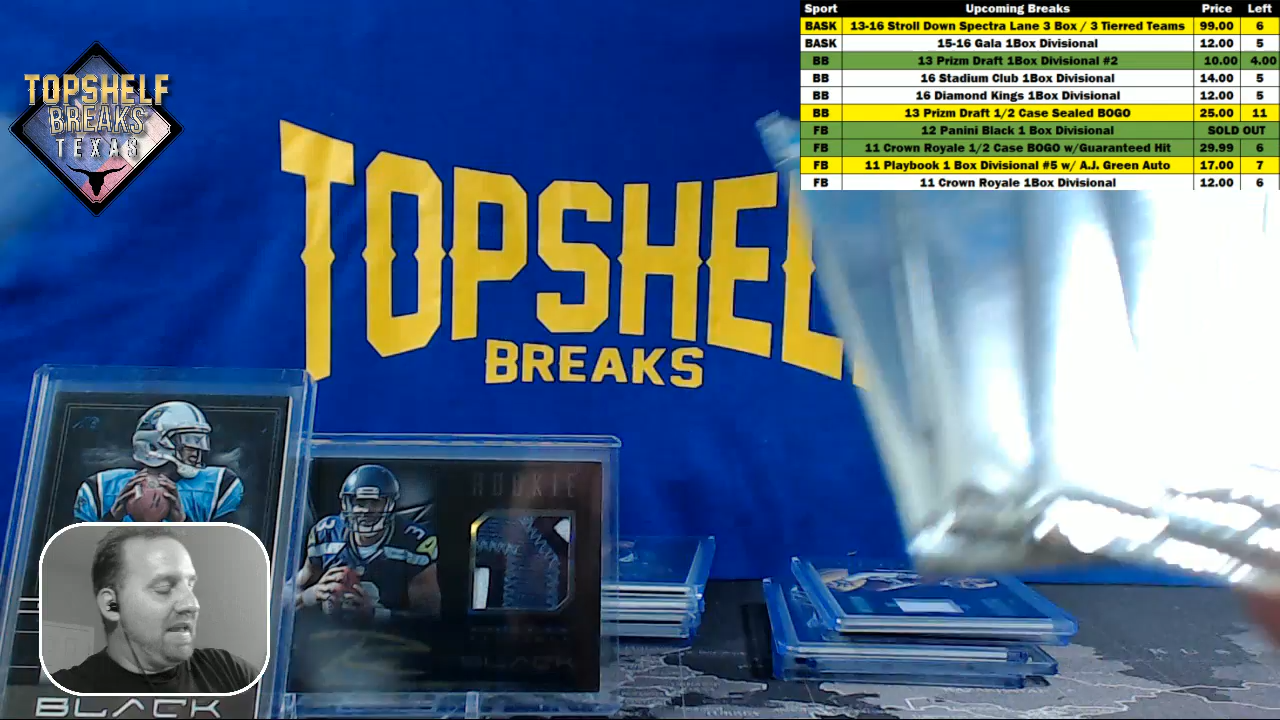 Sport Upcoming Breaks Price Left
BASK 13-16 Stroll Down Spectra Lane 3 Box / 3 Tierred Teams 99.00 6
BASK 15-16 Gala 1Box Divisional 12.00 5
BB 13 Prizm Draft 1Box Divisional #2 10.00 4.00
BB 16 Stadium Club 1Box Divisional 14.00 5
BB 16 Diamond Kings 1Box Divisional 12.00 5
BB 13 Prizm Draft 1/2 Case Sealed BOGO 25.00 11
FB 12 Panini Black 1 Box Divisional SOLD OUT
FB 11 Crown Royale 1/2 Case BOGO w/Guaranteed Hit 29.99 6
FB 11 Playbook 1 Box Divisional #5 w/ A.J. Green Auto 17.00 7
FB 11 Crown Royale 1Box Divisional 12.00 6
TOPSHELF
BREAKS
TEXAN
TOPSHEL
BREAKS
ROOKIE
BLACK
BLACK